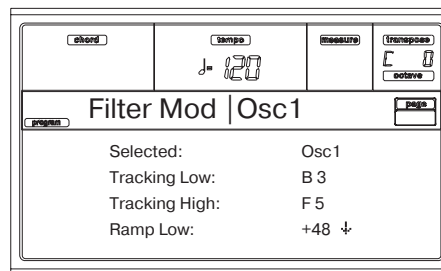 chord
tempo
measure
transpose
♩= 120
C 0
octave
Filter Mod |Osc1
page
program
Selected: Osc1
Tracking Low: B 3
Tracking High: F 5
Ramp Low: +48